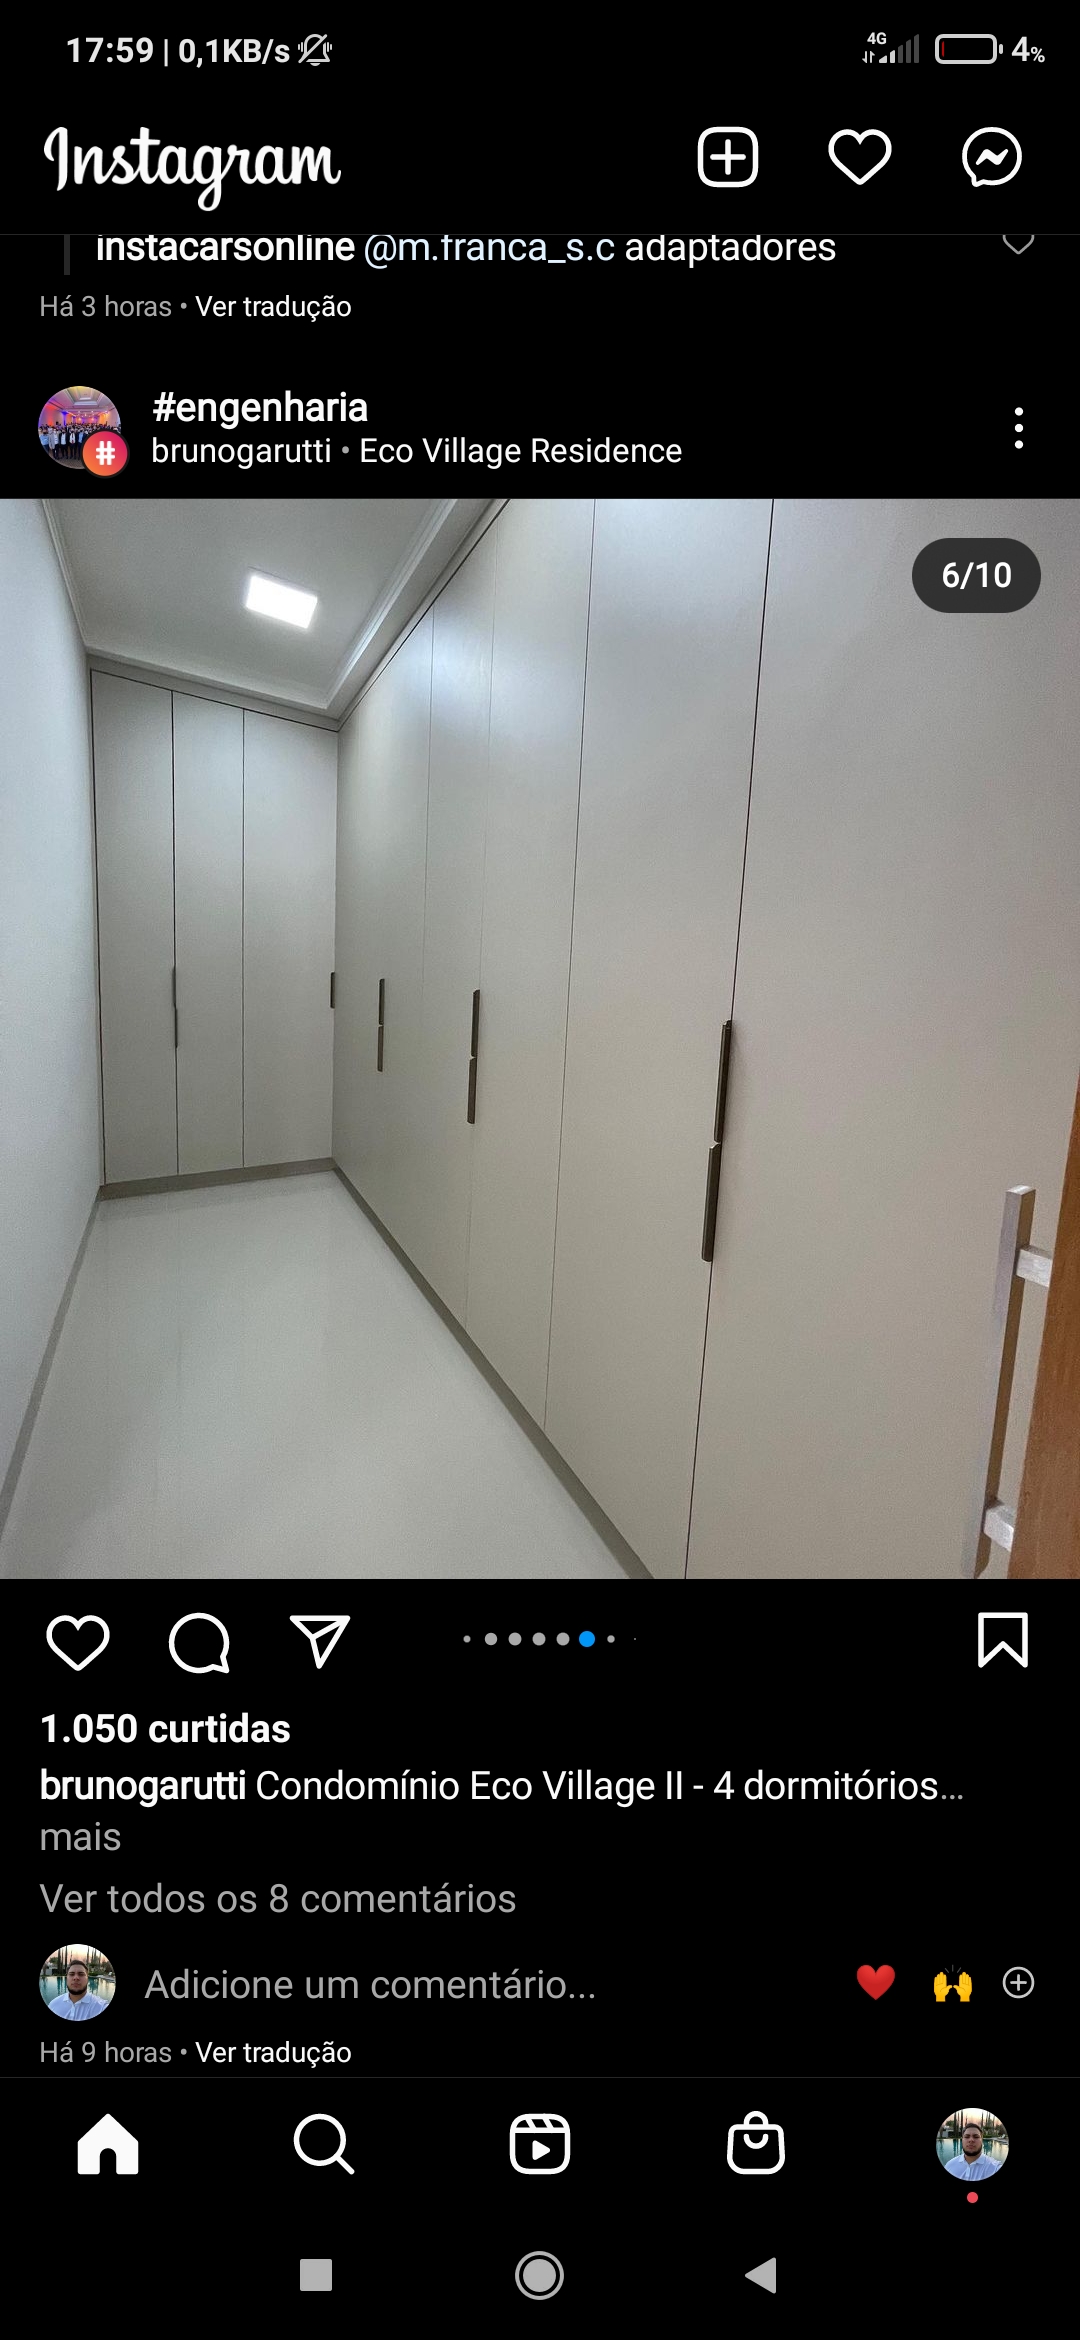 17:59 | 0,1KB/s 4G 4%
Instagram
instacarsonline @m.franca_s.c adaptadores
Há 3 horas • Ver tradução
#engenharia
brunogarutti • Eco Village Residence
6/10
1.050 curtidas
brunogarutti Condomínio Eco Village II - 4 dormitórios...
mais
Ver todos os 8 comentários
Adicione um comentário...
Há 9 horas • Ver tradução